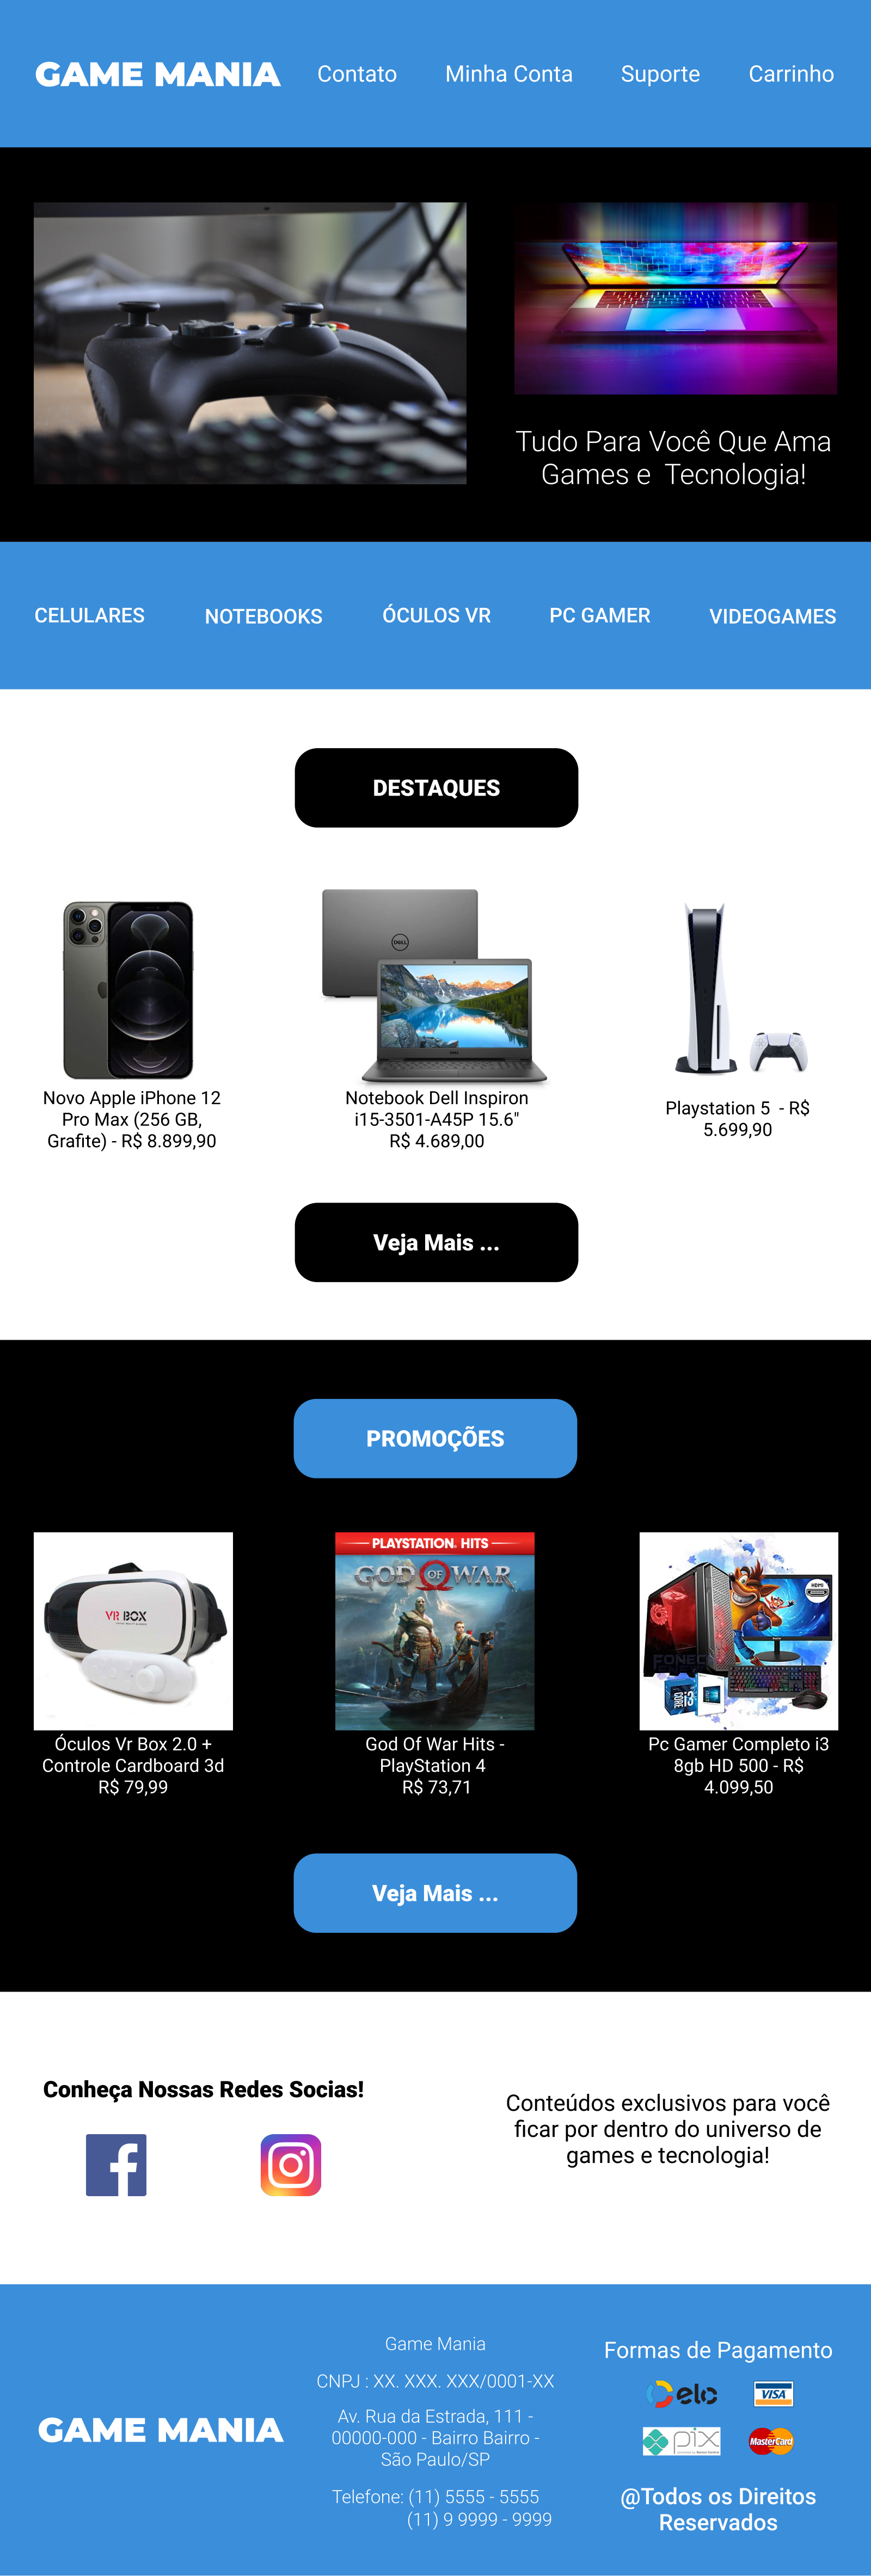 GAME MANIA
Contato
Minha Conta
Suporte
Carrinho
Tudo Para Você Que Ama
Games e Tecnologia!
CELULARES
NOTEBOOKS
ÓCULOS VR
PC GAMER
VIDEOGAMES
DESTAQUES
DELL
Novo Apple iPhone 12
Pro Max (256 GB,
Grafite) - R$ 8.899,90
Notebook Dell Inspiron
i15-3501-A45P 15.6"
R$ 4.689,00
Playstation 5 - R$
5.699,90
Veja Mais ...
PROMOÇÕES
VR BOX
Óculos Vr Box 2.0 +
Controle Cardboard 3d
R$ 79,99
PLAYSTATION HITS
GOD OF WAR
God Of War Hits -
PlayStation 4
R$ 73,71
HDMI
CORE i3
Pc Gamer Completo i3
8gb HD 500 - R$
4.099,50
Veja Mais ...
Conheça Nossas Redes Socias!
Conteúdos exclusivos para você
ficar por dentro do universo de
games e tecnologia!
GAME MANIA
Game Mania
CNPJ : XX. XXX. XXX/0001-XX
Av. Rua da Estrada, 111 -
00000-000 - Bairro Bairro -
São Paulo/SP
Telefone: (11) 5555 - 5555
(11) 9 9999 - 9999
Formas de Pagamento
elo
VISA
pix
MasterCard
@Todos os Direitos
Reservados